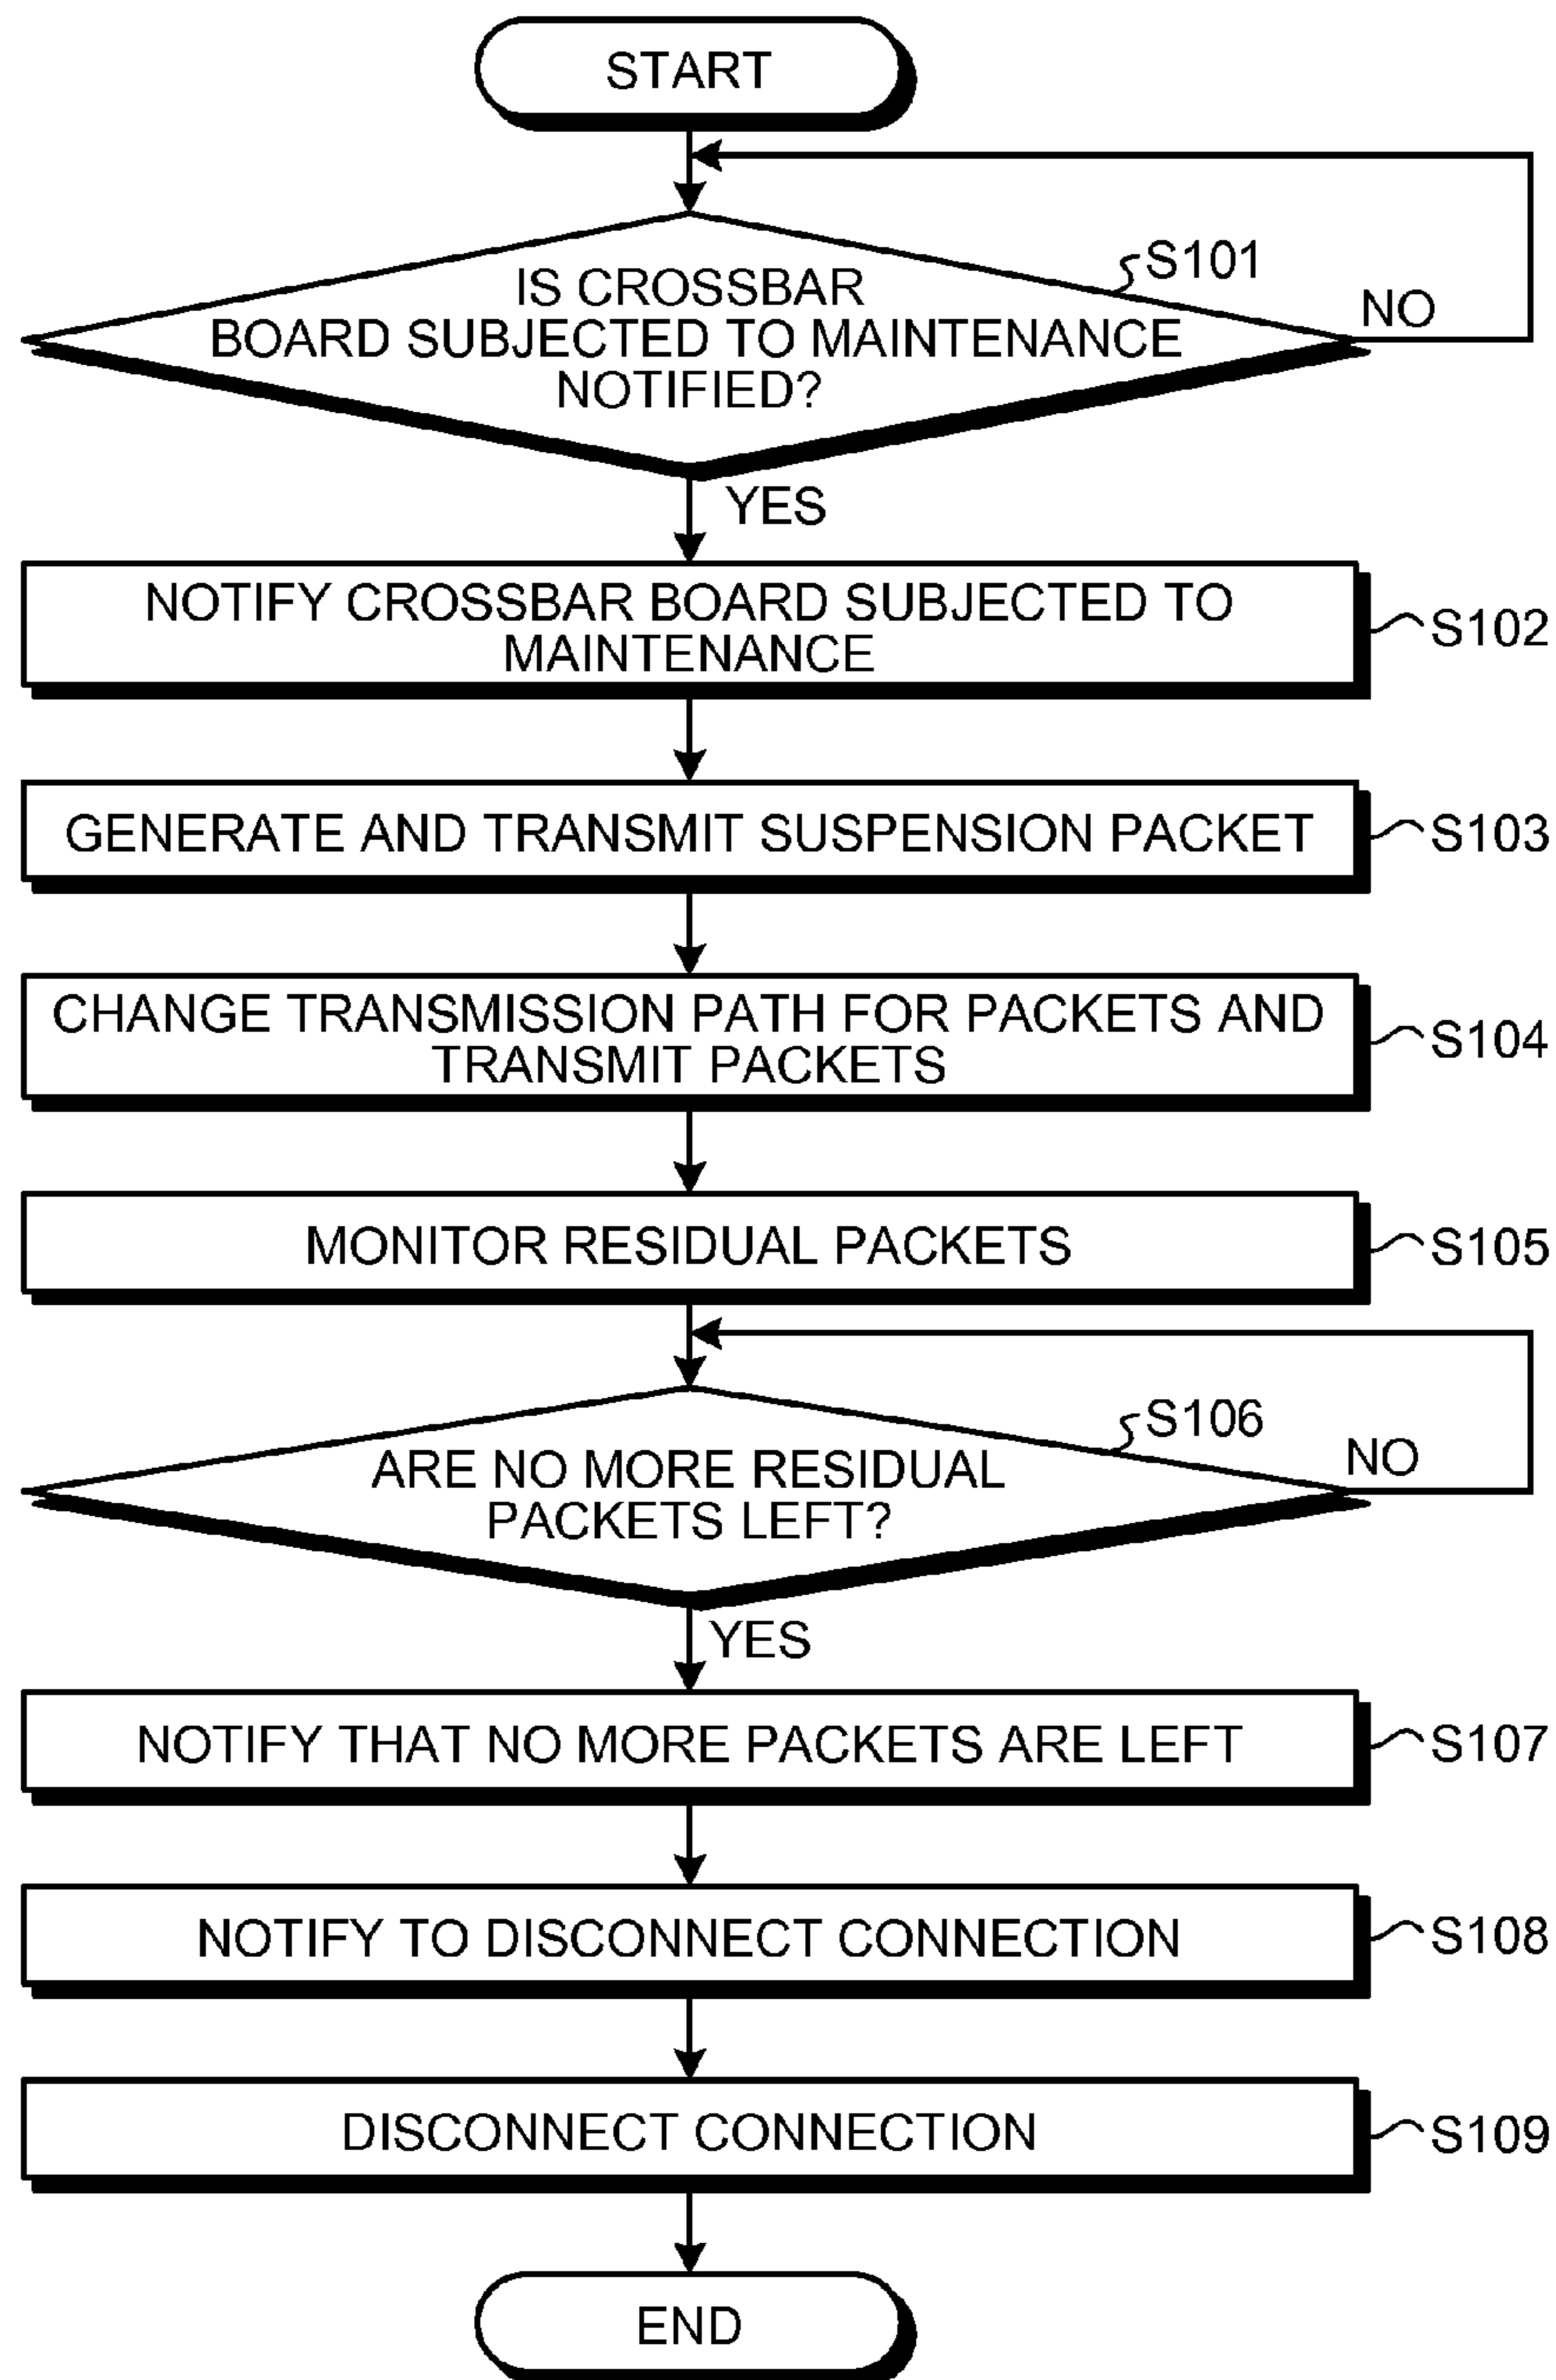 START
S101
IS CROSSBAR
BOARD SUBJECTED TO MAINTENANCE
NOTIFIED?
NO
YES
NOTIFY CROSSBAR BOARD SUBJECTED TO
MAINTENANCE
S102
GENERATE AND TRANSMIT SUSPENSION PACKET
S103
CHANGE TRANSMISSION PATH FOR PACKETS AND
TRANSMIT PACKETS
S104
MONITOR RESIDUAL PACKETS
S105
S106
ARE NO MORE RESIDUAL
PACKETS LEFT?
NO
YES
NOTIFY THAT NO MORE PACKETS ARE LEFT
S107
NOTIFY TO DISCONNECT CONNECTION
S108
DISCONNECT CONNECTION
S109
END